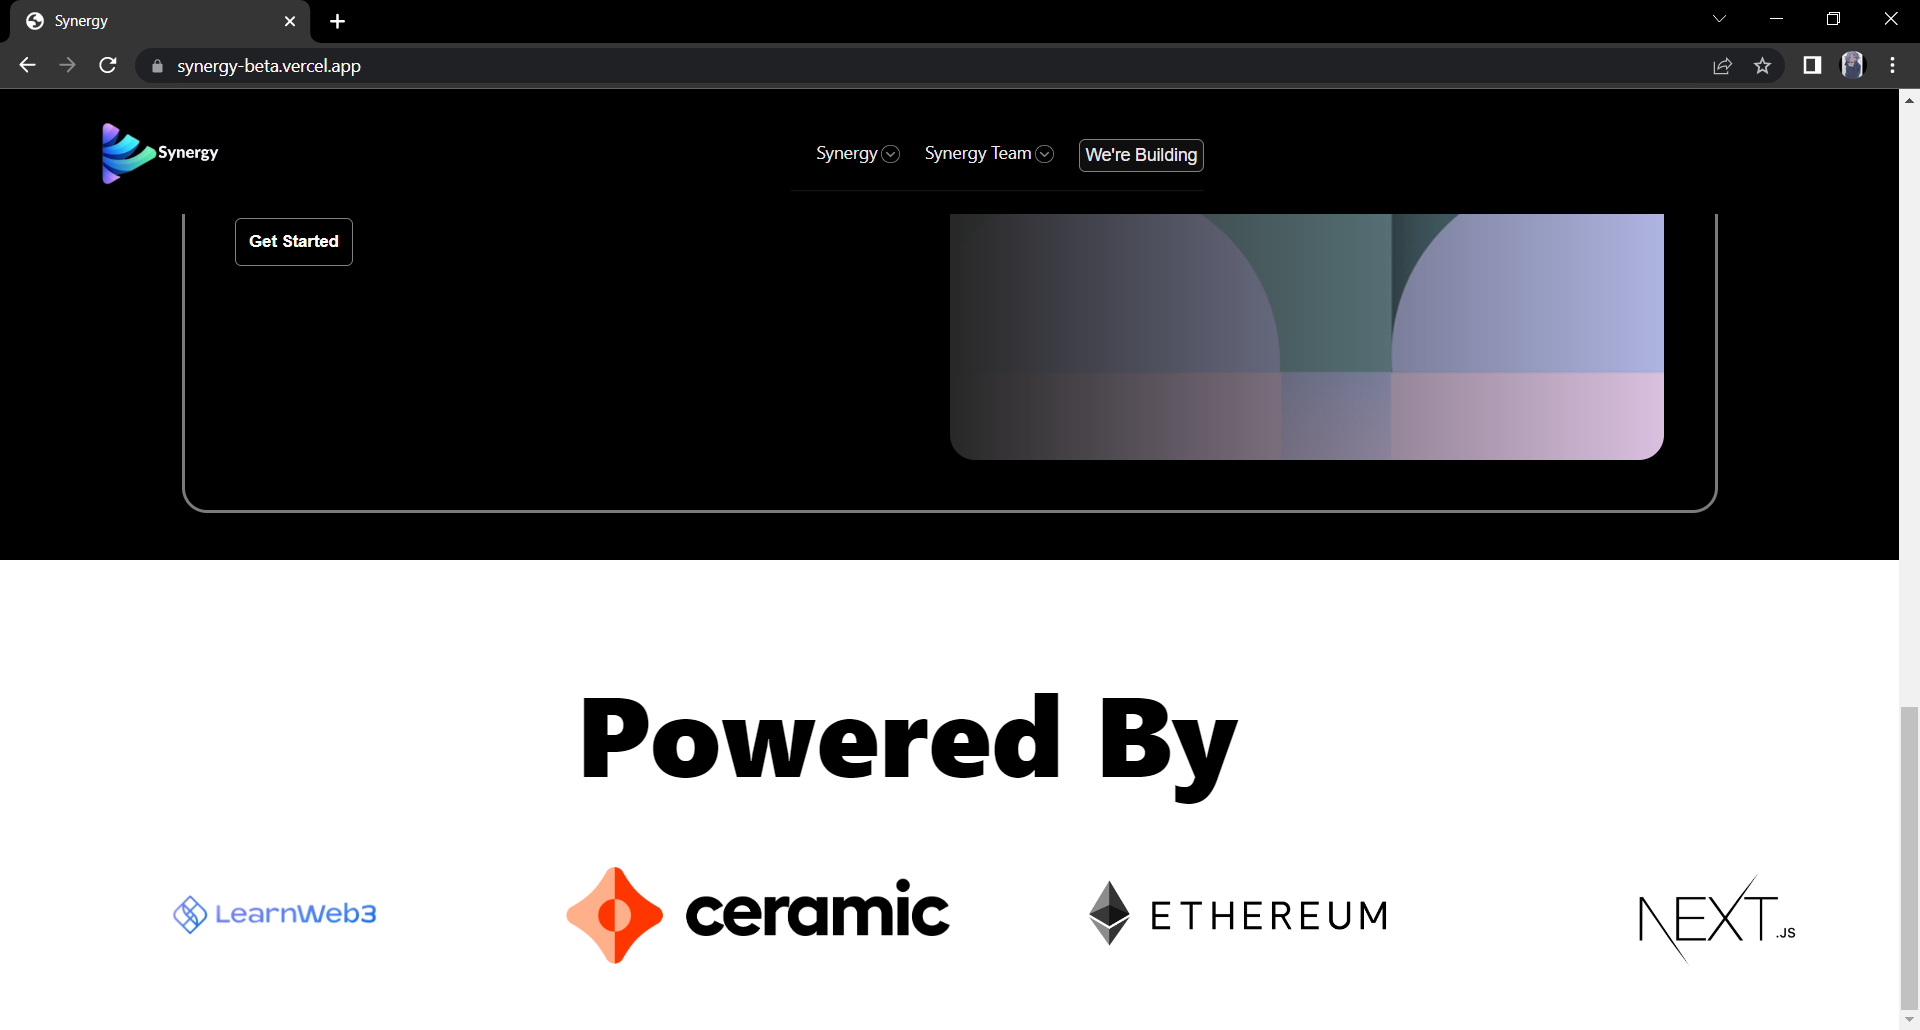 Synergy
synergy-beta.vercel.app
Synergy
Synergy Synergy Team We're Building
Get Started
Powered By
LearnWeb3 ceramic ETHEREUM NEXT.JS